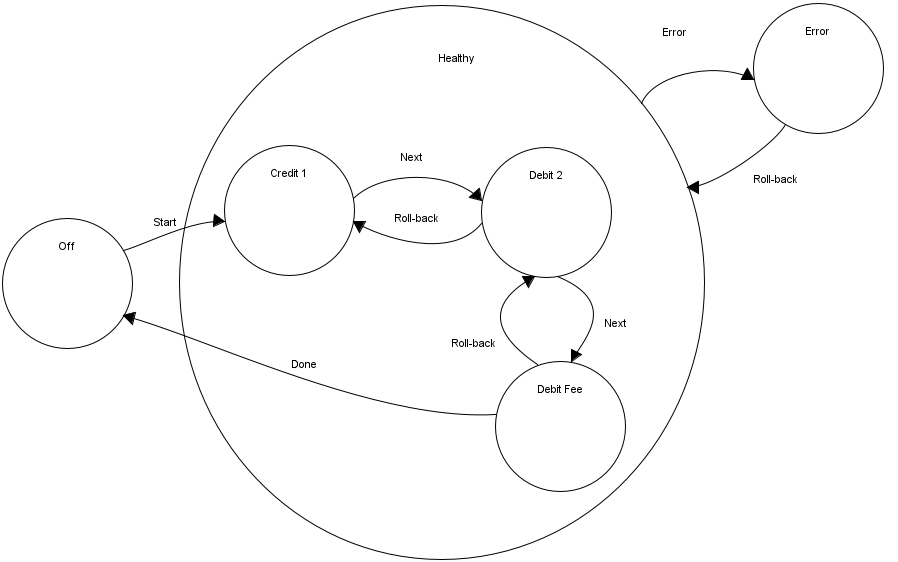 Error
Error
Healthy
Next
Credit 1
Debit 2
Roll-back
Roll-back
Start
Off
Next
Roll-back
Done
Debit Fee